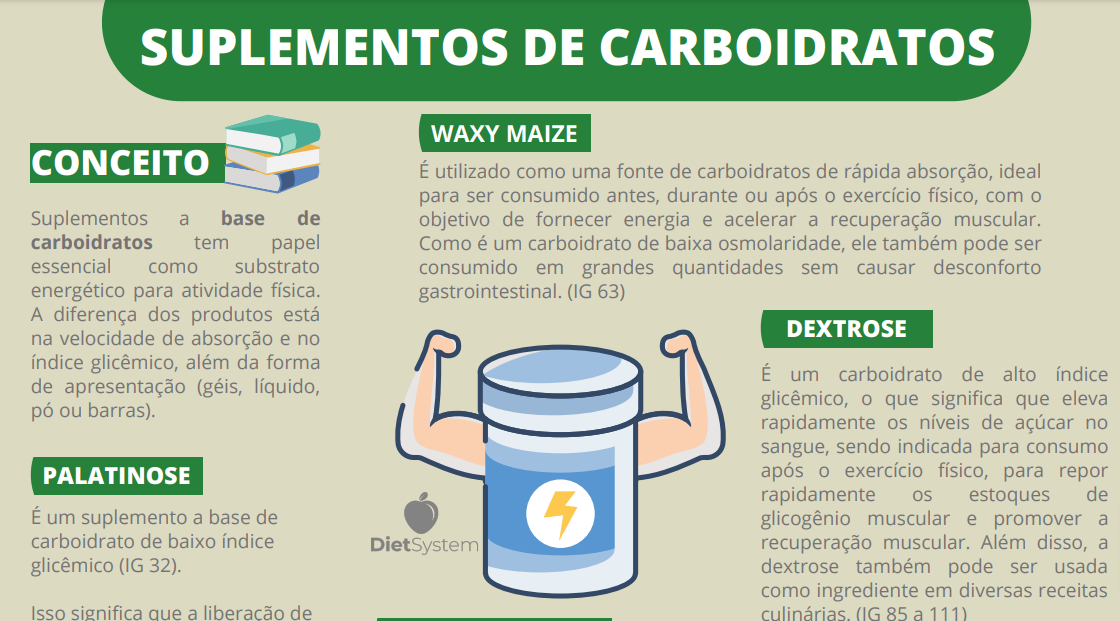 SUPLEMENTOS DE CARBOIDRATOS
CONCEITO
Suplementos a base de
carboidratos tem papel
essencial como substrato
energético para atividade física.
A diferença dos produtos está
na velocidade de absorção e no
índice glicêmico, além da forma
de apresentação (géis, líquido,
pó ou barras).
PALATINOSE
É um suplemento a base de
carboidrato de baixo índice
glicêmico (IG 32).
Isso significa que a liberação de
WAXY MAIZE
É utilizado como uma fonte de carboidratos de rápida absorção, ideal
para ser consumido antes, durante ou após o exercício físico, com o
objetivo de fornecer energia e acelerar a recuperação muscular.
Como é um carboidrato de baixa osmolaridade, ele também pode ser
consumido em grandes quantidades sem causar desconforto
gastrointestinal. (IG 63)
DietSystem
DEXTROSE
É um carboidrato de alto índice
glicêmico, o que significa que eleva
rapidamente os níveis de açúcar no
sangue, sendo indicada para consumo
após o exercício físico, para repor
rapidamente os estoques de
glicogênio muscular e promover a
recuperação muscular. Além disso, a
dextrose também pode ser usada
como ingrediente em diversas receitas
culinárias. (IG 85 a 111)